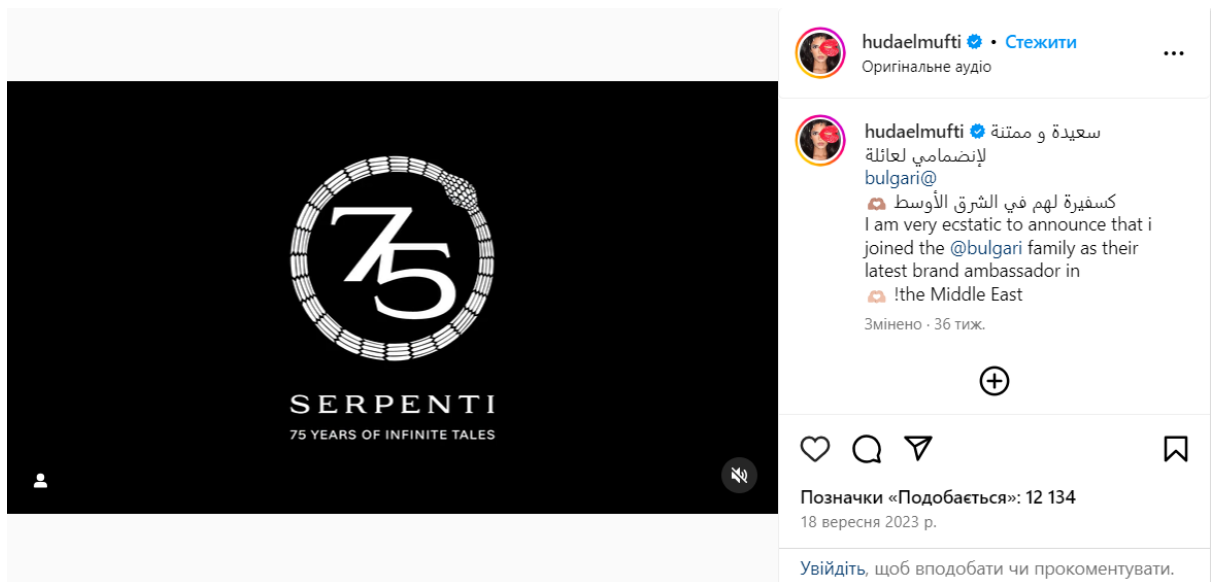 75
SERPENTI
75 YEARS OF INFINITE TALES
hudaelmufti • Стежити
Оригінальне аудіо
hudaelmufti سعيدة و ممتنة
لإنضمامي لعائلة
@bulgari
كسفيرة لهم في الشرق الأوسط 🫶🏽
I am very ecstatic to announce that i
joined the @bulgari family as their
latest brand ambassador in
the Middle East! 🫶🏼
Змінено · 36 тиж.
Позначки «Подобається»: 12 134
18 вересня 2023 р.
Увійдіть, щоб вподобати чи прокоментувати.